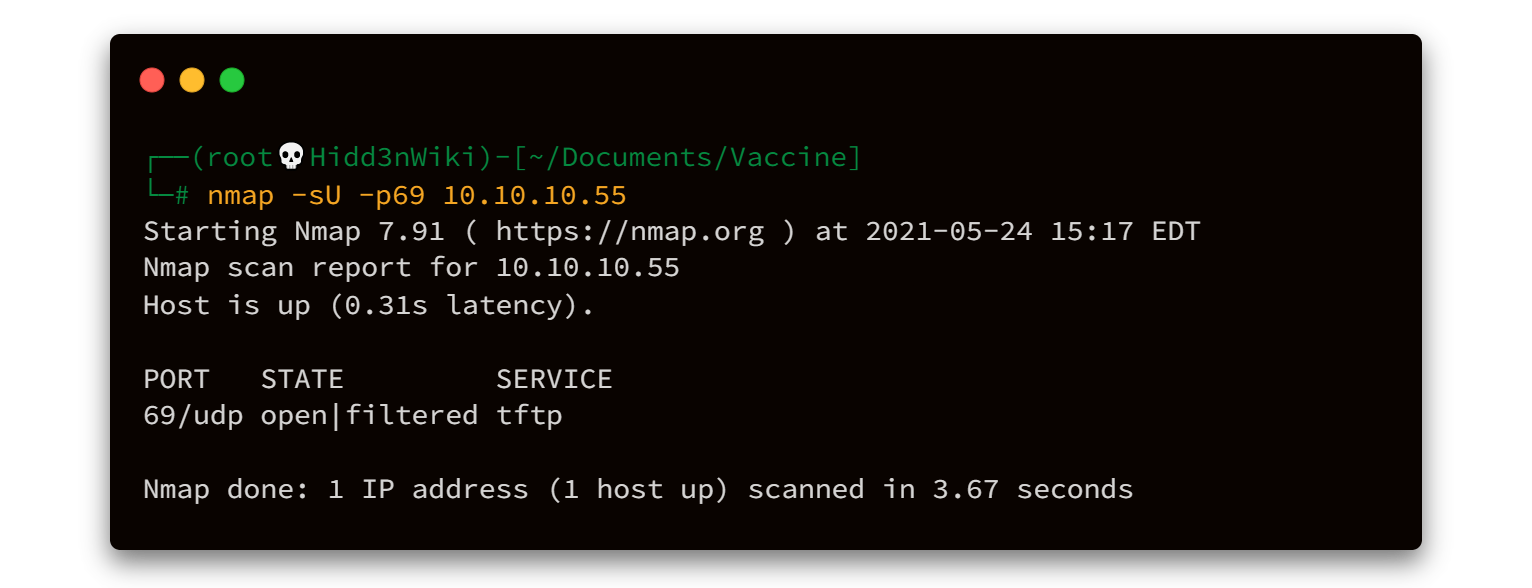 ┌──(root💀Hidd3nWiki)-[~/Documents/Vaccine]
└─# nmap -sU -p69 10.10.10.55
Starting Nmap 7.91 ( https://nmap.org ) at 2021-05-24 15:17 EDT
Nmap scan report for 10.10.10.55
Host is up (0.31s latency).
PORT   STATE         SERVICE
69/udp open|filtered tftp
Nmap done: 1 IP address (1 host up) scanned in 3.67 seconds